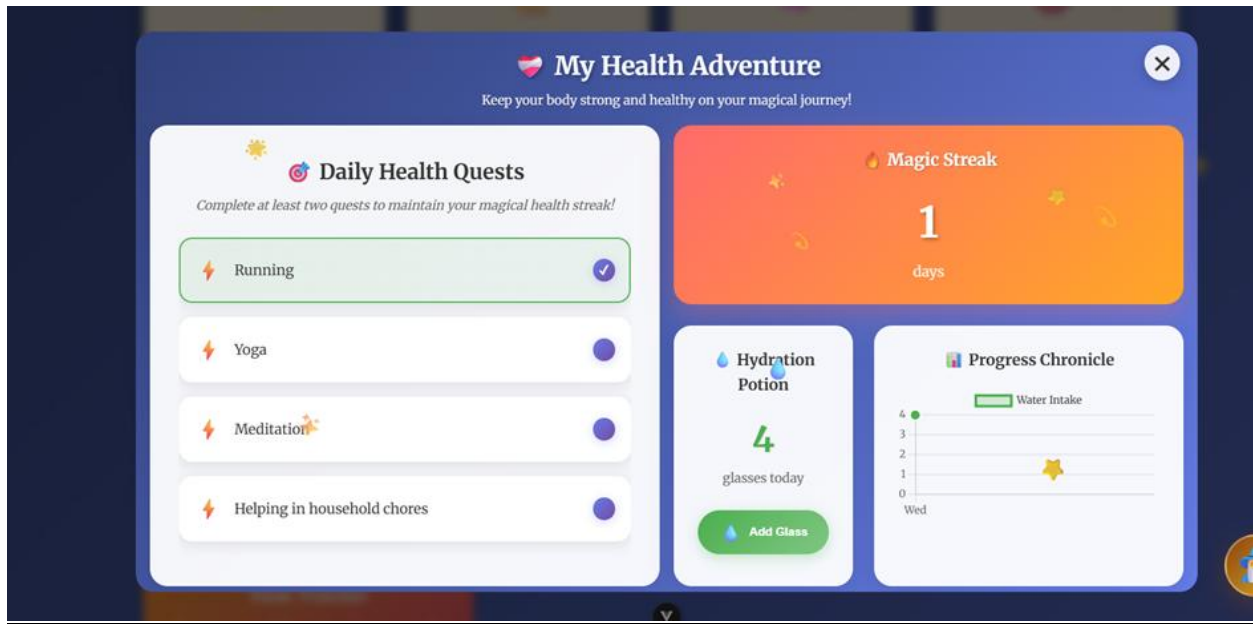 My Health Adventure
Keep your body strong and healthy on your magical journey!
Daily Health Quests
Complete at least two quests to maintain your magical health streak!
Running
Yoga
Meditation
Helping in household chores
Magic Streak
1
days
Hydration
Potion
4
glasses today
Add Glass
Progress Chronicle
Water Intake
4
3
2
1
0
Wed